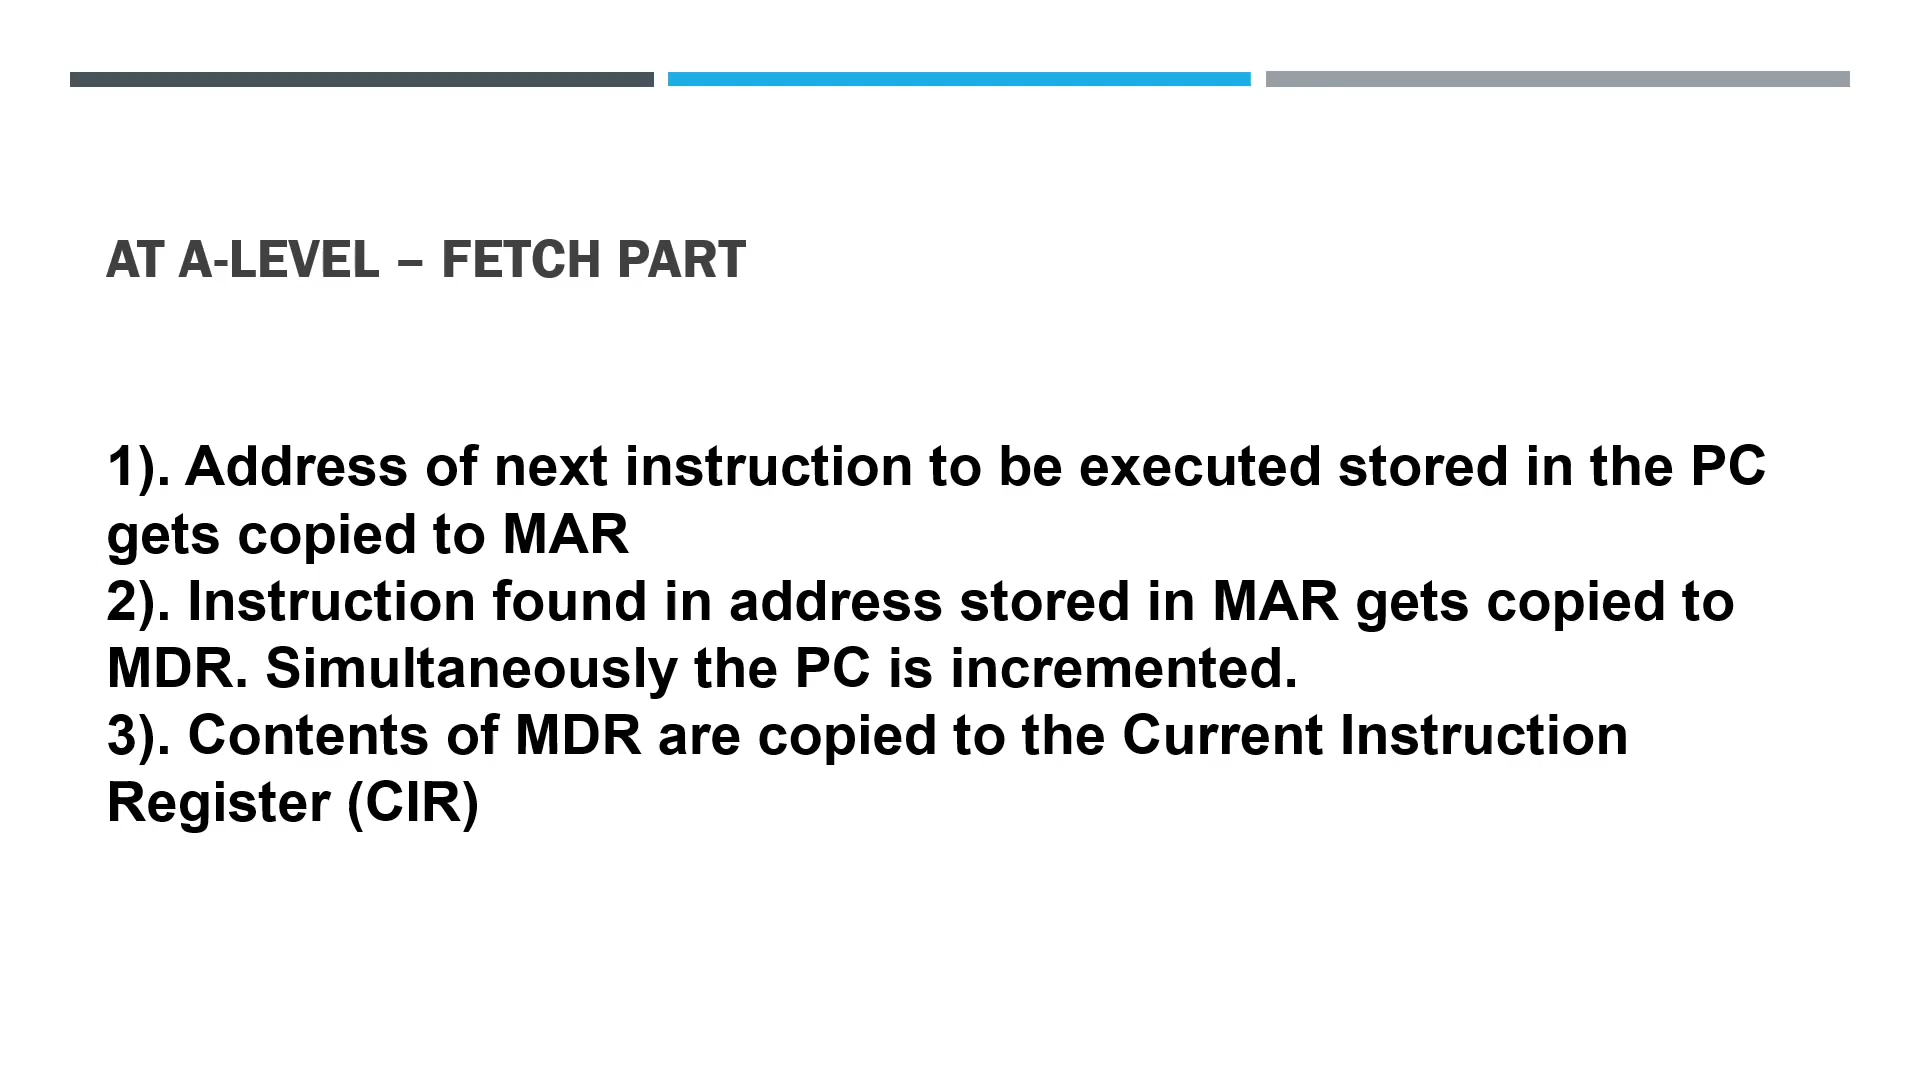 AT A-LEVEL – FETCH PART
1). Address of next instruction to be executed stored in the PC
gets copied to MAR
2). Instruction found in address stored in MAR gets copied to
MDR. Simultaneously the PC is incremented.
3). Contents of MDR are copied to the Current Instruction
Register (CIR)